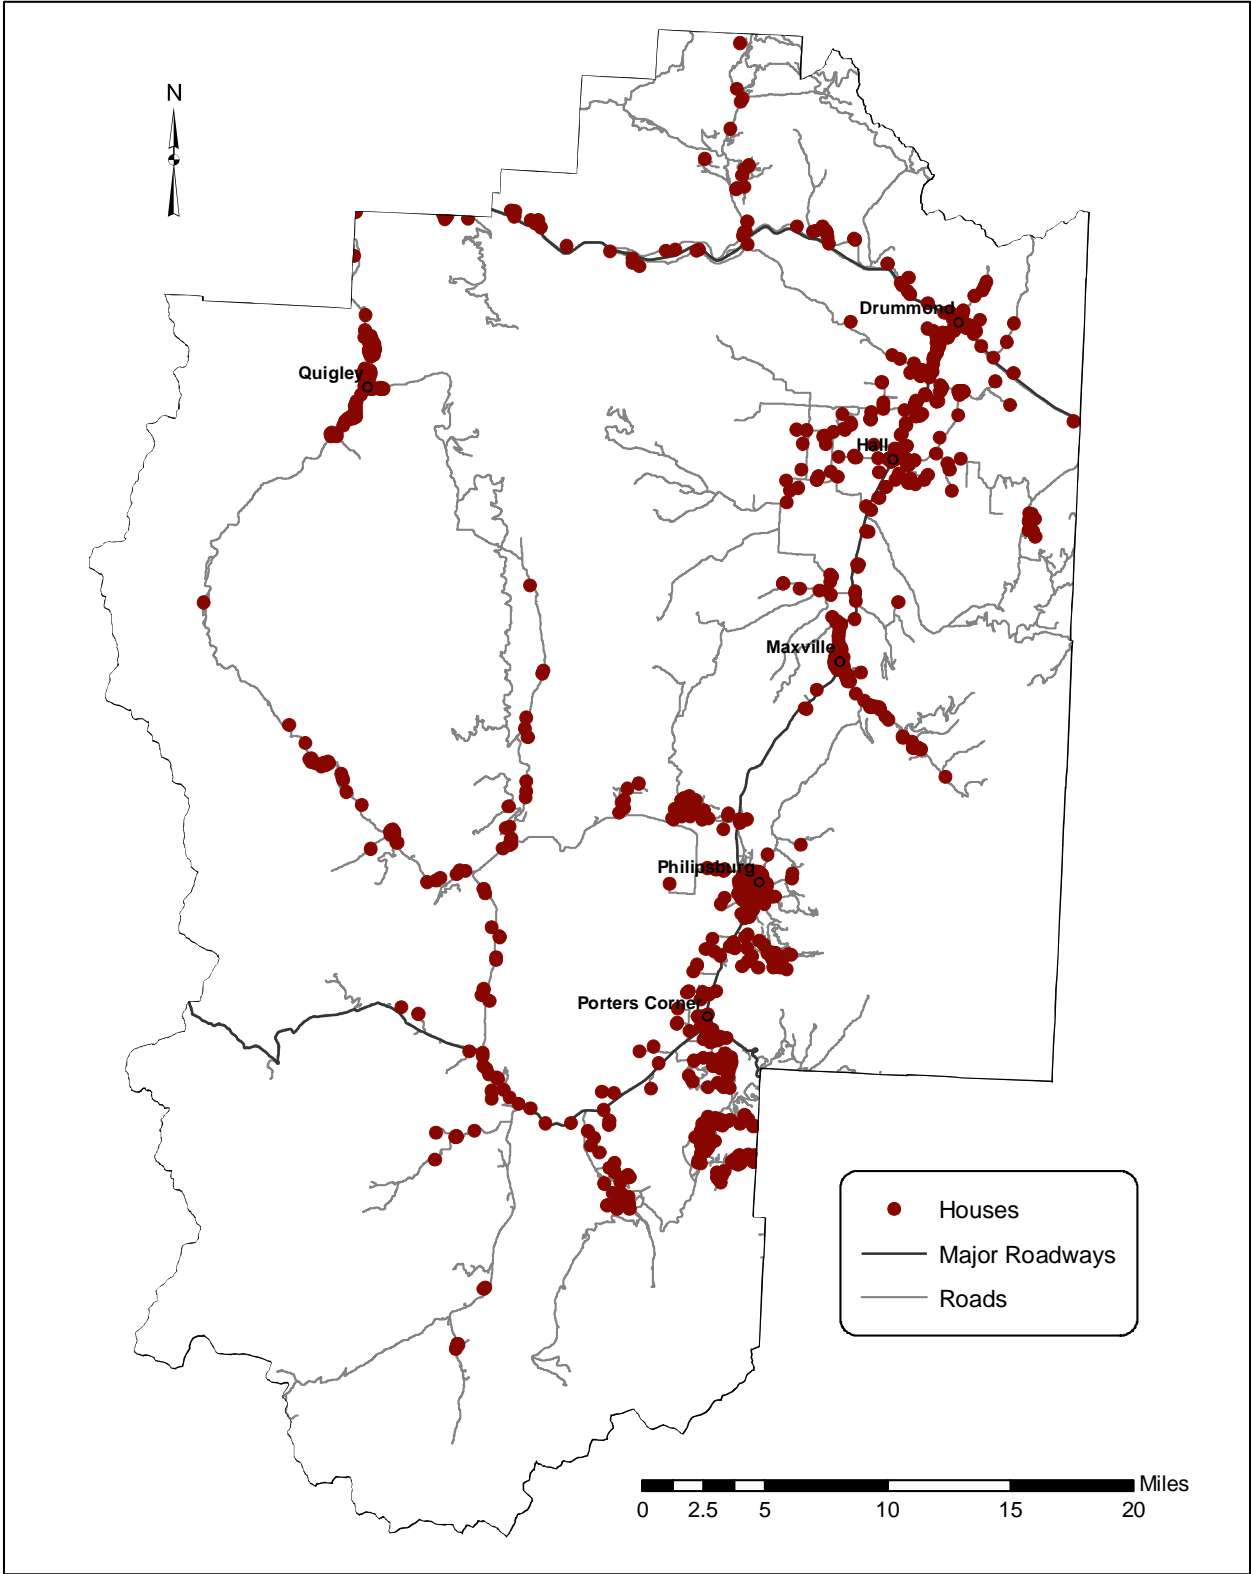 N
Drummond
Quigley
Hall
Maxville
Philipsburg
Porters Corner
Houses
Major Roadways
Roads
Miles
0 2.5 5 10 15 20